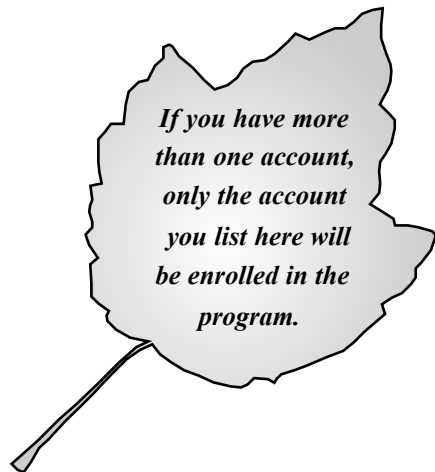 If you have more
than one account,
only the account
you list here will
be enrolled in the
program.